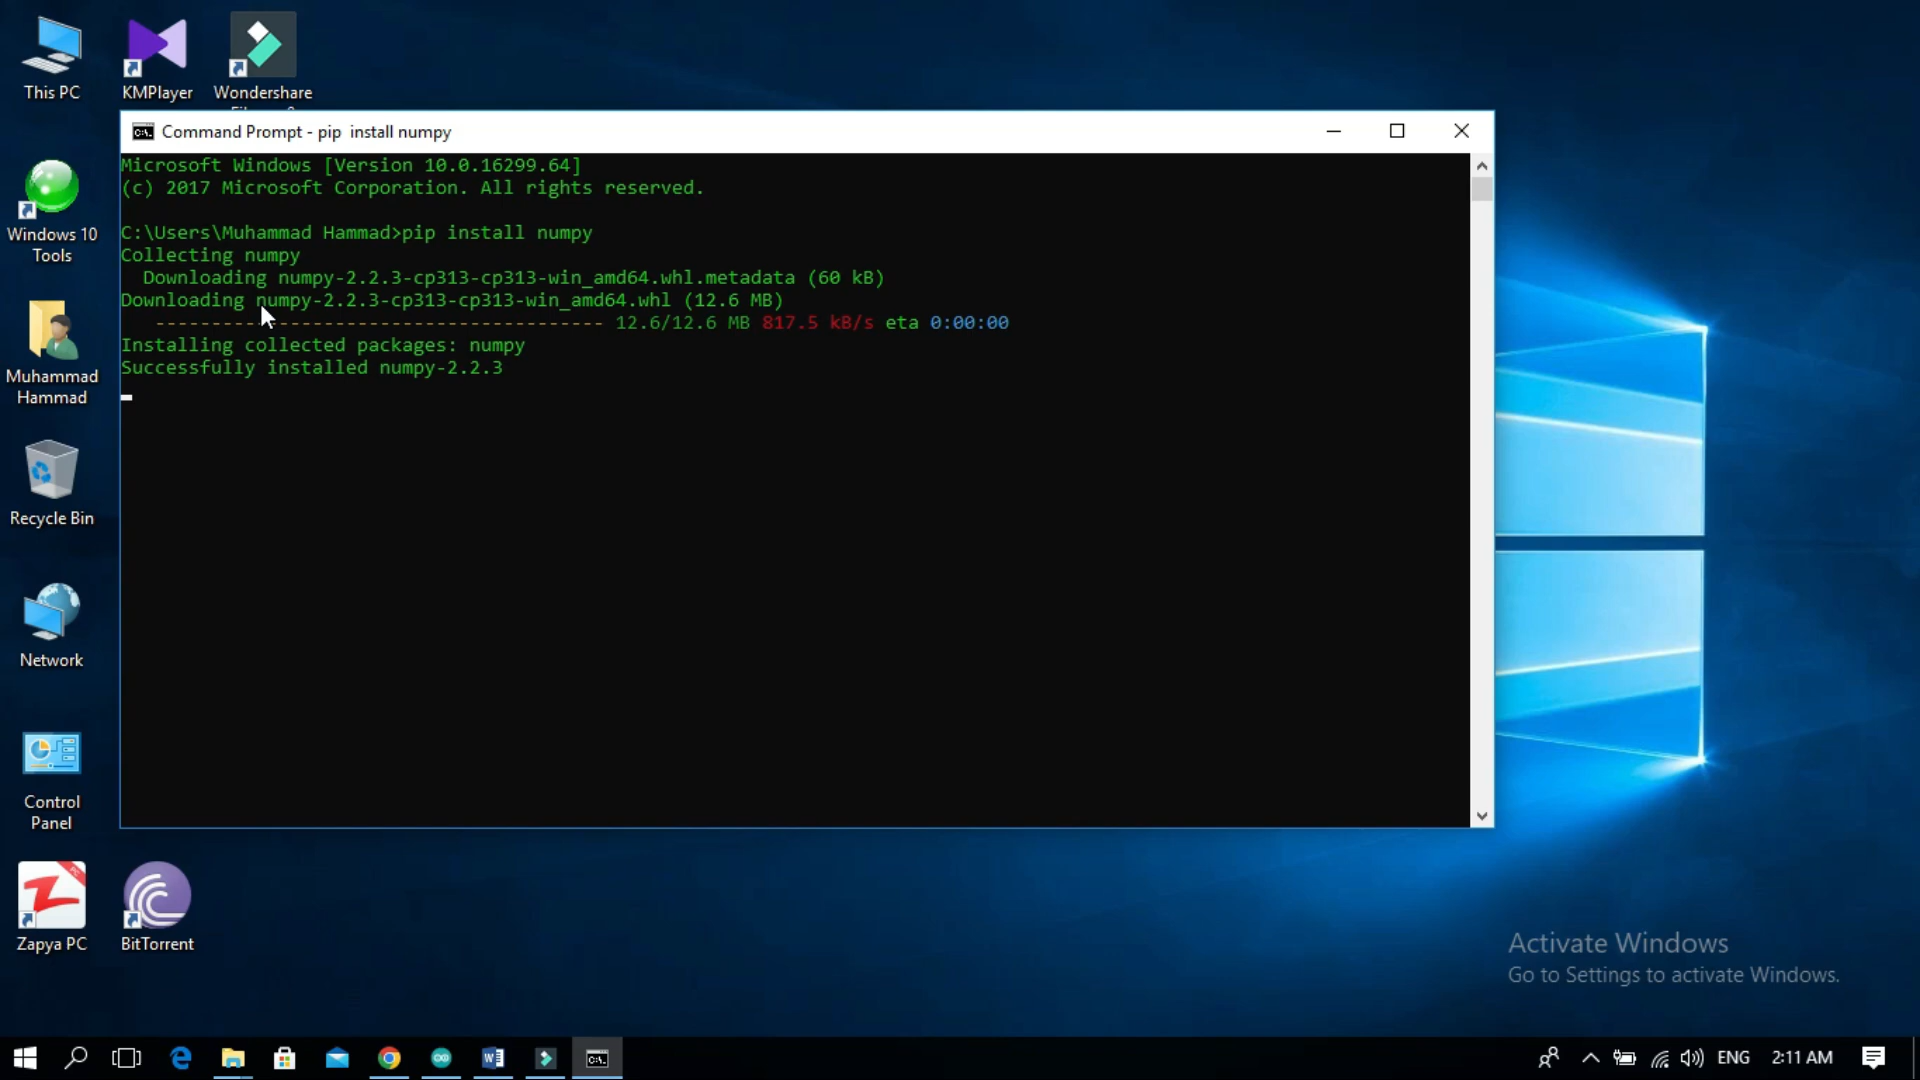 This PC
KMPlayer
Wondershare
Command Prompt - pip  install numpy
Microsoft Windows [Version 10.0.16299.64]
(c) 2017 Microsoft Corporation. All rights reserved.
C:\Users\Muhammad Hammad>pip install numpy
Collecting numpy
  Downloading numpy-2.2.3-cp313-cp313-win_amd64.whl.metadata (60 kB)
Downloading numpy-2.2.3-cp313-cp313-win_amd64.whl (12.6 MB)
---------------------------------------- 12.6/12.6 MB 817.5 kB/s eta 0:00:00
Installing collected packages: numpy
Successfully installed numpy-2.2.3
Windows 10
Tools
Muhammad
Hammad
Recycle Bin
Network
Control
Panel
Zapya PC
BitTorrent
Activate Windows
Go to Settings to activate Windows.
ENG
2:11 AM